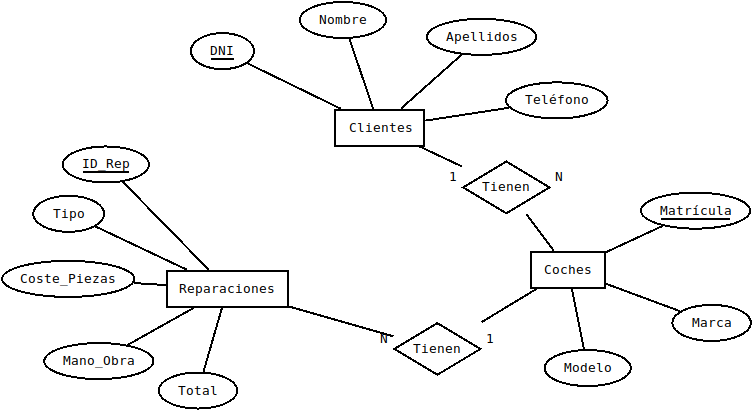 Nombre
Apellidos
DNI
Teléfono
Clientes
ID_Rep
1
N
Tienen
Tipo
Matrícula
Coches
Coste_Piezas
Reparaciones
Marca
N
1
Tienen
Mano_Obra
Modelo
Total